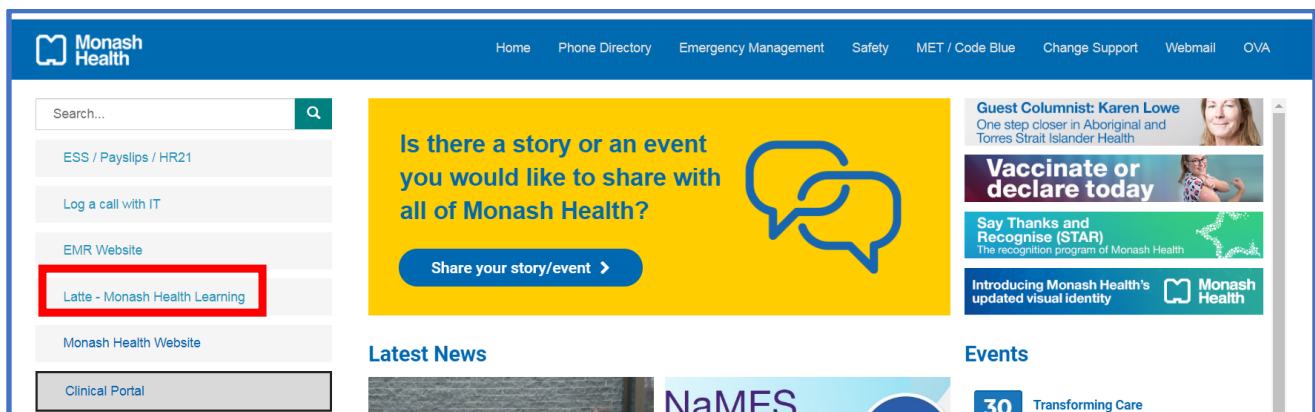 Monash
Health
Home Phone Directory Emergency Management Safety MET / Code Blue Change Support Webmail OVA
Search...
ESS / Payslips / HR21
Log a call with IT
EMR Website
Latte - Monash Health Learning
Monash Health Website
Clinical Portal
Is there a story or an event
you would like to share with
all of Monash Health?
Share your story/event
Latest News
NaMES
Guest Columnist: Karen Lowe
One step closer in Aboriginal and
Torres Strait Islander Health
Vaccinate or
declare today
Say Thanks and
Recognise (STAR)
The recognition program of Monash Health
Introducing Monash Health's
updated visual identity
Monash
Health
Events
30
Transforming Care